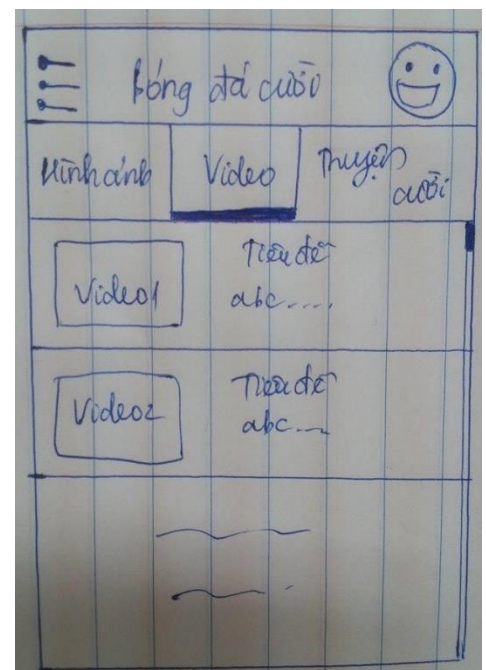 Bóng đá cười
Hình ảnh
Video
Truyện
cười
Video1
Tiêu đề
abc.....
Video2
Tiêu đề
abc...